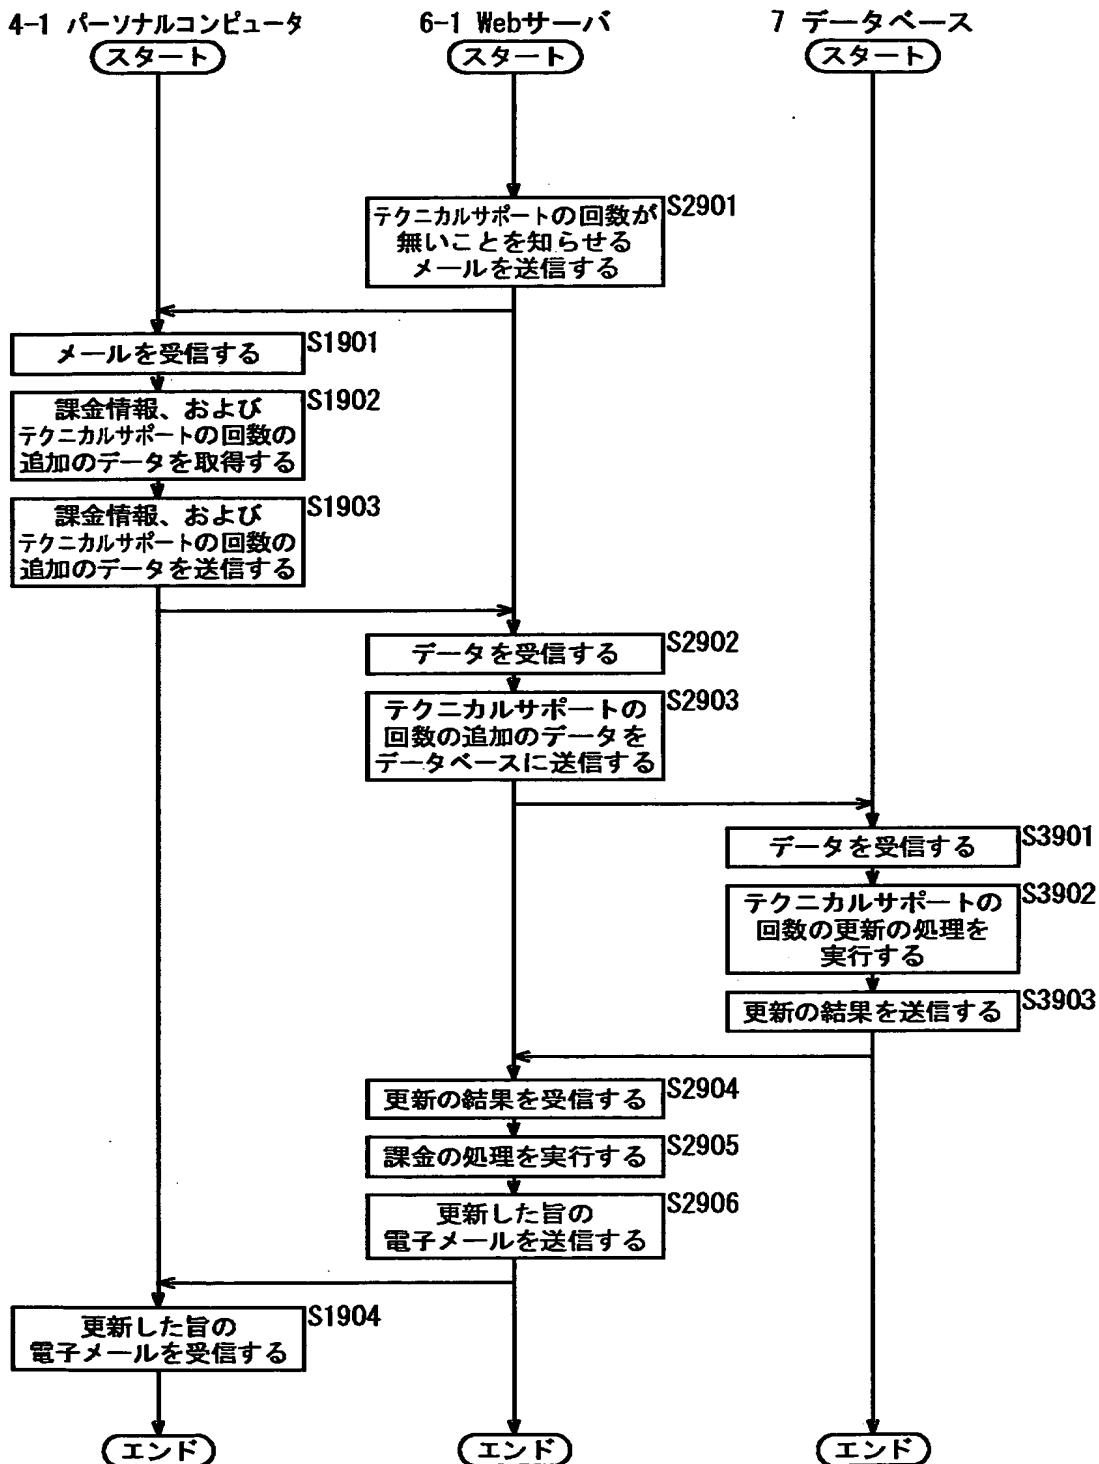 4-1 パーソナルコンピュータ
6-1 Webサーバ
7 データベース
スタート
スタート
スタート
テクニカルサポートの回数が
無いことを知らせる
メールを送信する
S2901
メールを受信する
S1901
課金情報、および
テクニカルサポートの回数の
追加のデータを取得する
S1902
課金情報、および
テクニカルサポートの回数の
追加のデータを送信する
S1903
データを受信する
S2902
テクニカルサポートの
回数の追加のデータを
データベースに送信する
S2903
データを受信する
S3901
テクニカルサポートの
回数の更新の処理を
実行する
S3902
更新の結果を送信する
S3903
更新の結果を受信する
S2904
課金の処理を実行する
S2905
更新した旨の
電子メールを送信する
S2906
更新した旨の
電子メールを受信する
S1904
エンド
エンド
エンド